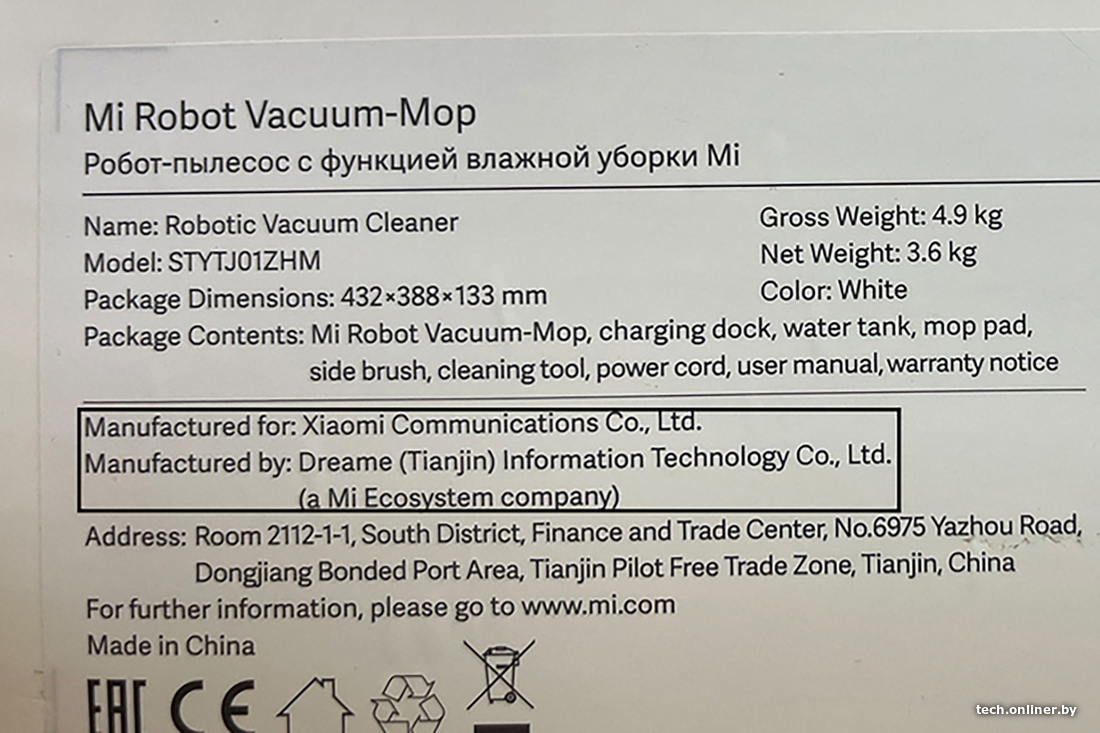 Mi Robot Vacuum-Mop
Робот-пылесос с функцией влажной уборки Mi
Name: Robotic Vacuum Cleaner
Model: STYTJ01ZHM
Package Dimensions: 432×388×133 mm
Gross Weight: 4.9 kg
Net Weight: 3.6 kg
Color: White
Package Contents: Mi Robot Vacuum-Mop, charging dock, water tank, mop pad,
side brush, cleaning tool, power cord, user manual, warranty notice
Manufactured for: Xiaomi Communications Co., Ltd.
Manufactured by: Dreame (Tianjin) Information Technology Co., Ltd.
(a Mi Ecosystem company)
Address: Room 2112-1-1, South District, Finance and Trade Center, No.6975 Yazhou Road,
Dongjiang Bonded Port Area, Tianjin Pilot Free Trade Zone, Tianjin, China
For further information, please go to www.mi.com
Made in China
EAC CE
tech.onliner.by